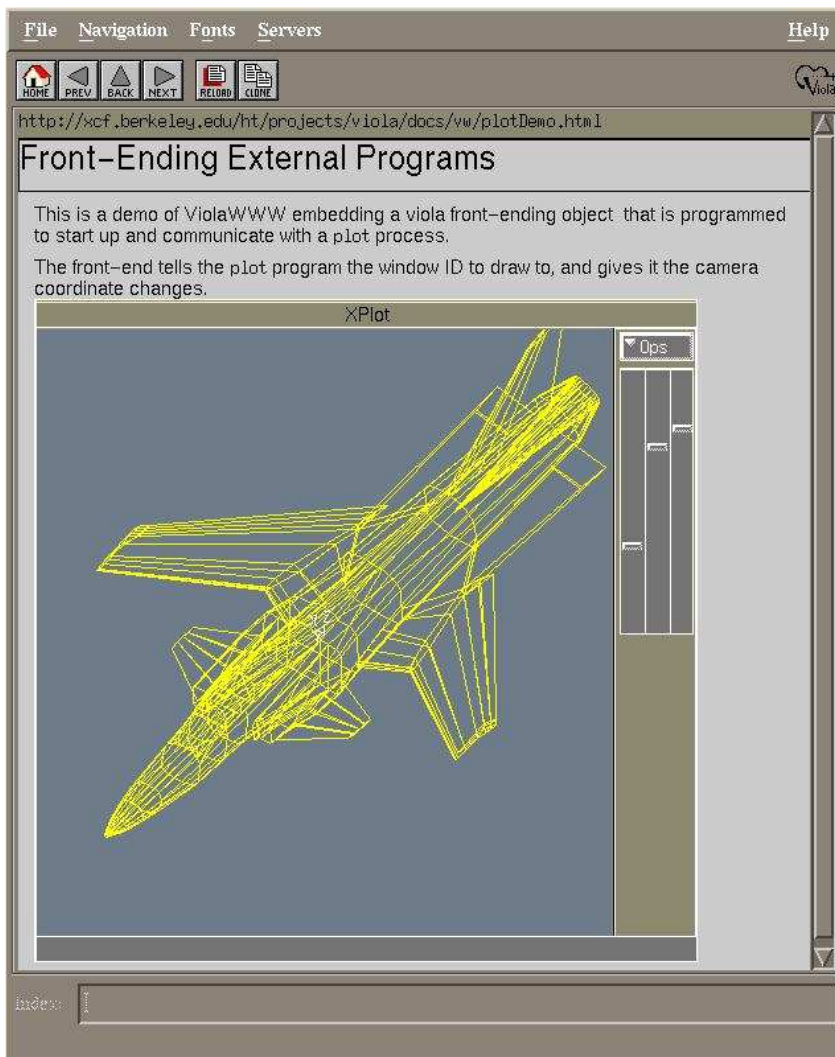 File Navigation Fonts Servers Help
HOME PREV BACK NEXT RELOAD CLONE Viola
http://xcf.berkeley.edu/ht/projects/viola/docs/vw/plotDemo.html
Front-Ending External Programs
This is a demo of ViolaWWW embedding a viola front-ending object that is programmed
to start up and communicate with a plot process.
The front-end tells the plot program the window ID to draw to, and gives it the camera
coordinate changes.
XPlot
Ops
Index: